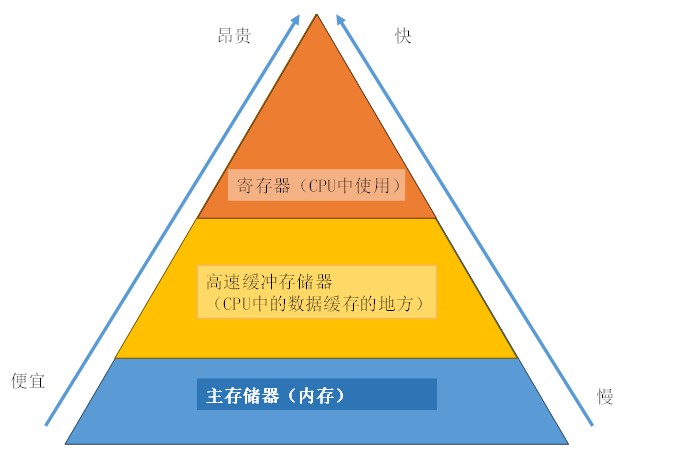 昂贵
快
寄存器（CPU中使用）
高速缓冲存储器
（CPU中的数据缓存的地方）
便宜
主存储器（内存）
慢